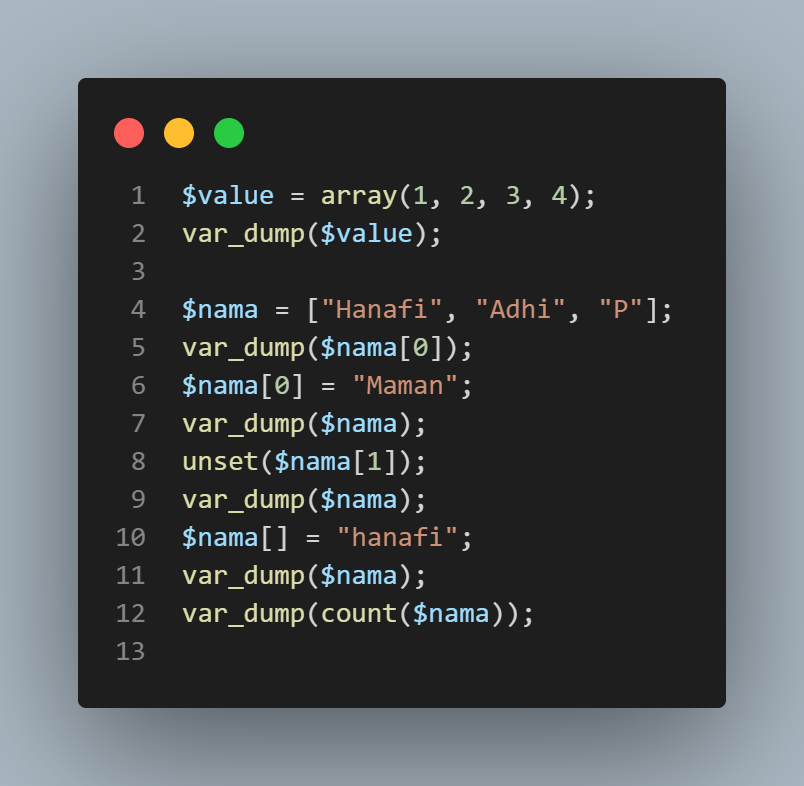 1 $value = array(1, 2, 3, 4);
2 var_dump($value);
3
4 $nama = ["Hanafi", "Adhi", "P"];
5 var_dump($nama[0]);
6 $nama[0] = "Maman";
7 var_dump($nama);
8 unset($nama[1]);
9 var_dump($nama);
10 $nama[] = "hanafi";
11 var_dump($nama);
12 var_dump(count($nama));
13